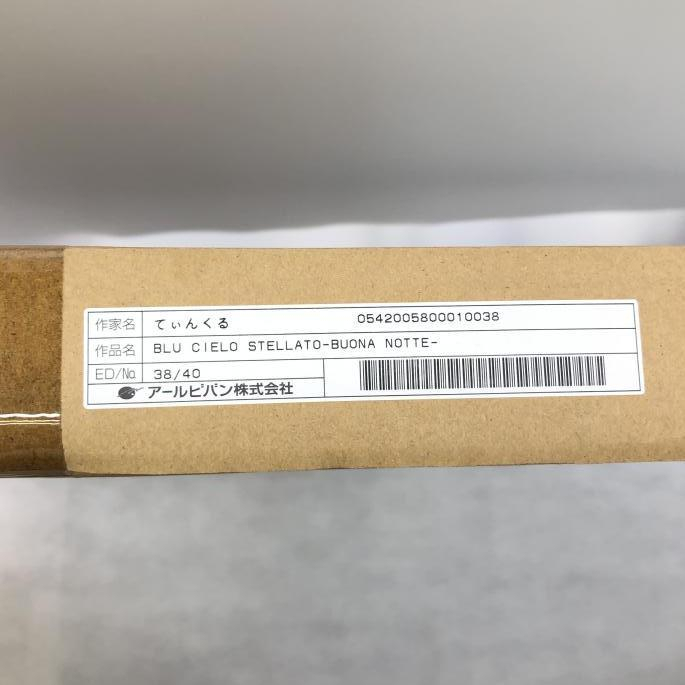 作家名 てぃんくる 0542005800010038
作品名 BLU CIELO STELLATO-BUONA NOTTE-
ED/No. 38/40
アールビバン株式会社